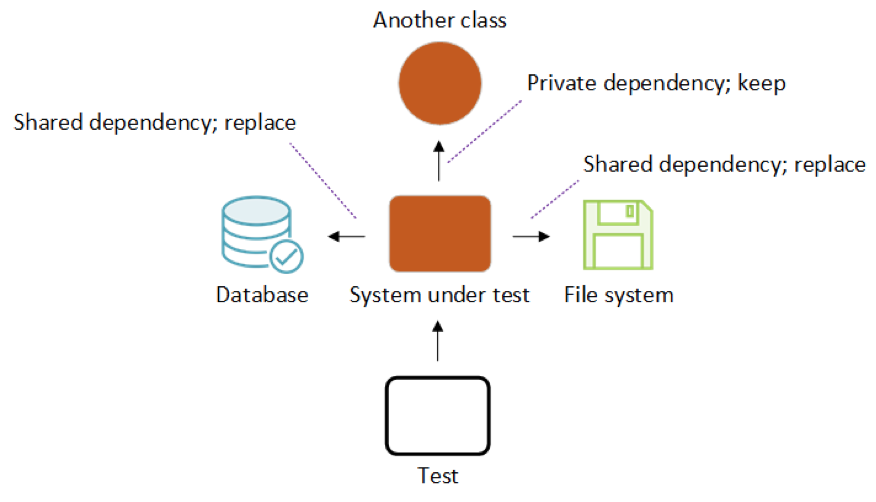 Another class
Private dependency; keep
Shared dependency; replace
Shared dependency; replace
Database
System under test
File system
Test